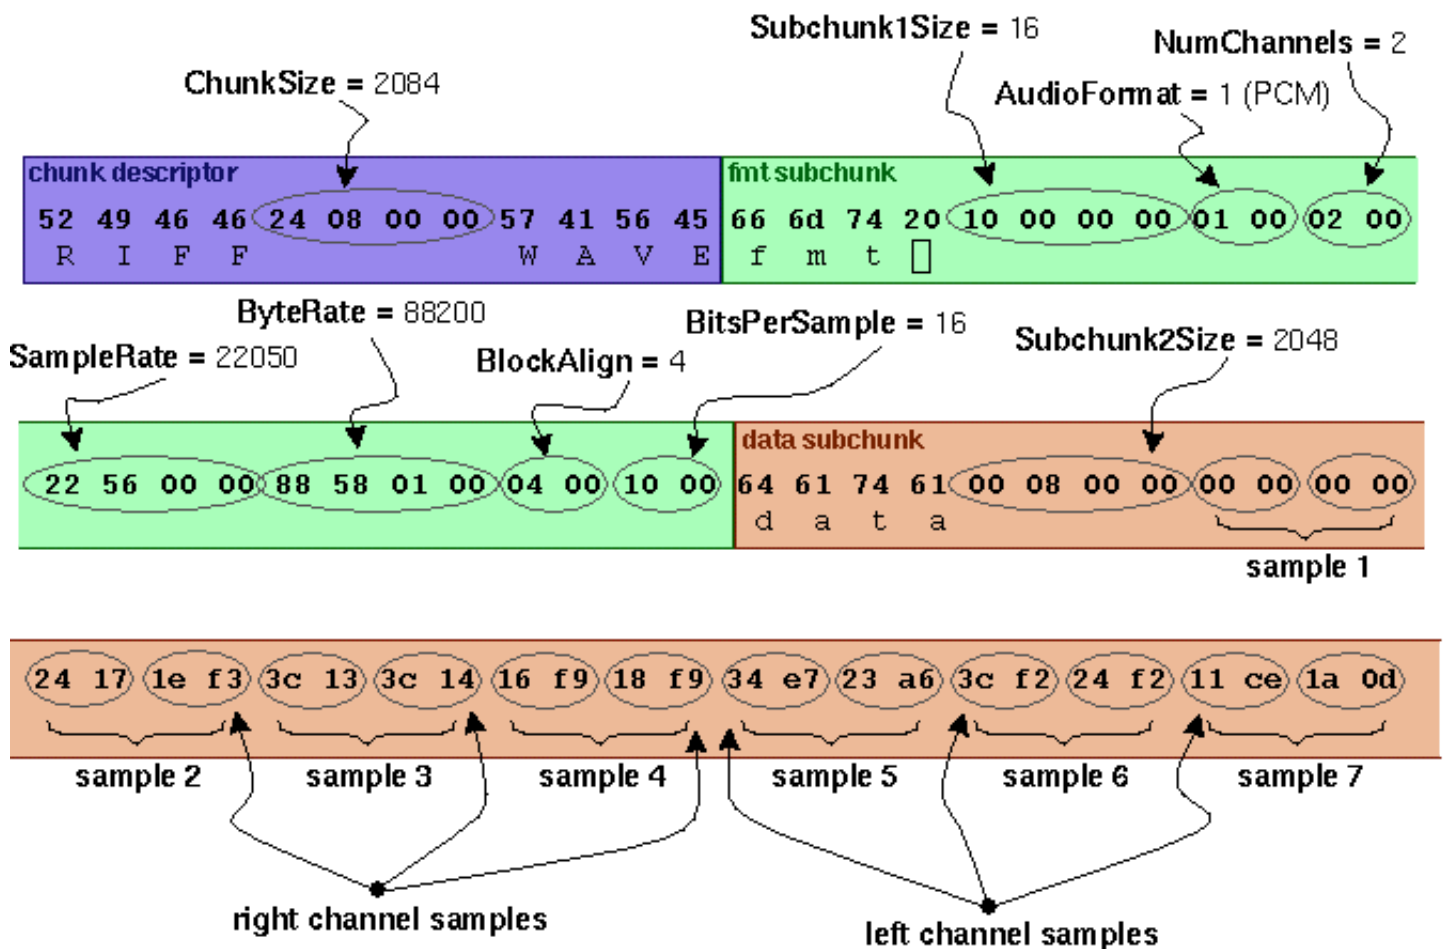 Subchunk1Size = 16
NumChannels = 2
ChunkSize = 2084
AudioFormat = 1 (PCM)
chunk descriptor
fmt subchunk
52 49 46 46 24 08 00 00 57 41 56 45 66 6d 74 20 10 00 00 00 01 00 02 00
R I F F W A V E f m t
ByteRate = 88200
BitsPerSample = 16
SampleRate = 22050
BlockAlign = 4
Subchunk2Size = 2048
data subchunk
22 56 00 00 88 58 01 00 04 00 10 00 64 61 74 61 00 08 00 00 00 00 00 00
d a t a
sample 1
24 17 1e f3 3c 13 3c 14 16 f9 18 f9 34 e7 23 a6 3c f2 24 f2 11 ce 1a 0d
sample 2 sample 3 sample 4 sample 5 sample 6 sample 7
right channel samples
left channel samples